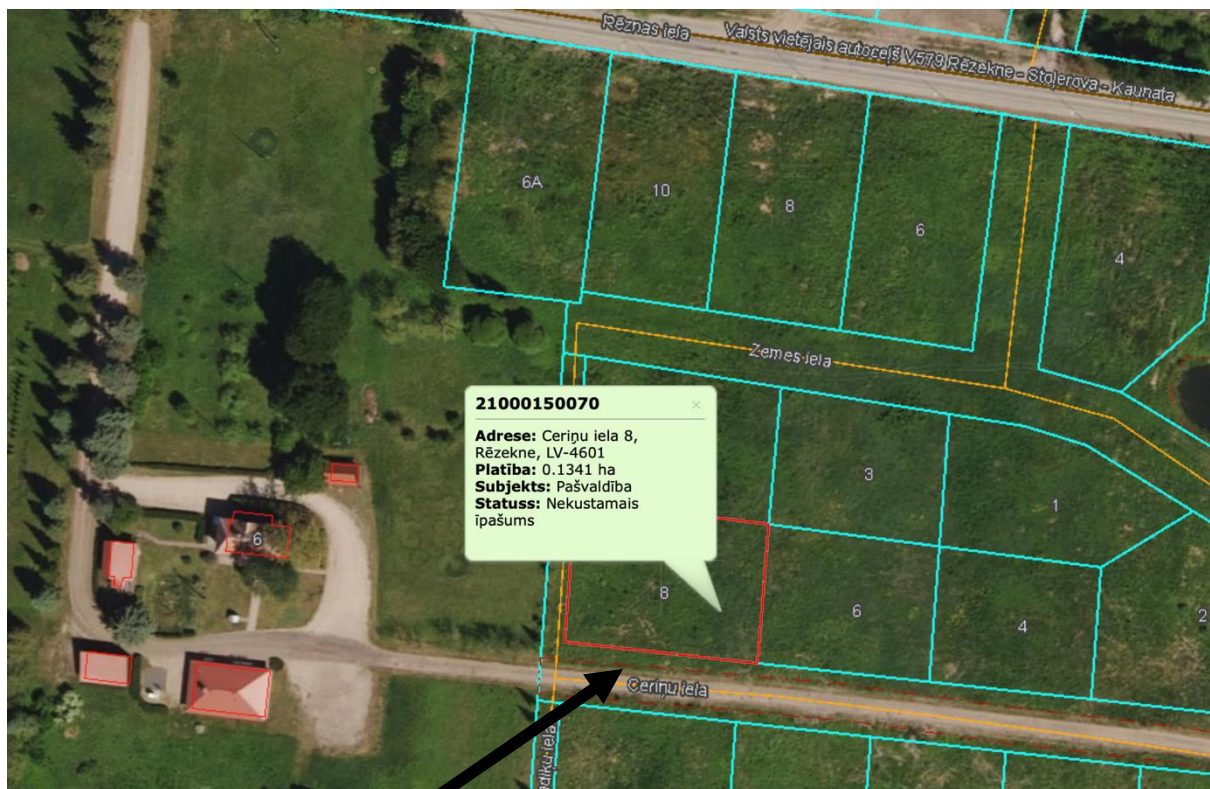 Rēznas iela
Valsts vietējais autoceļš V579 Rēzekne - Stoļerova - Kaunata
6A
10
8
6
4
Zemes iela
21000150070
×
Adrese: Ceriņu iela 8,
Rēzekne, LV-4601
Platība: 0.1341 ha
Subjekts: Pašvaldība
Statuss: Nekustamais
īpašums
3
1
6
8
6
4
2
Ceriņu iela
iela